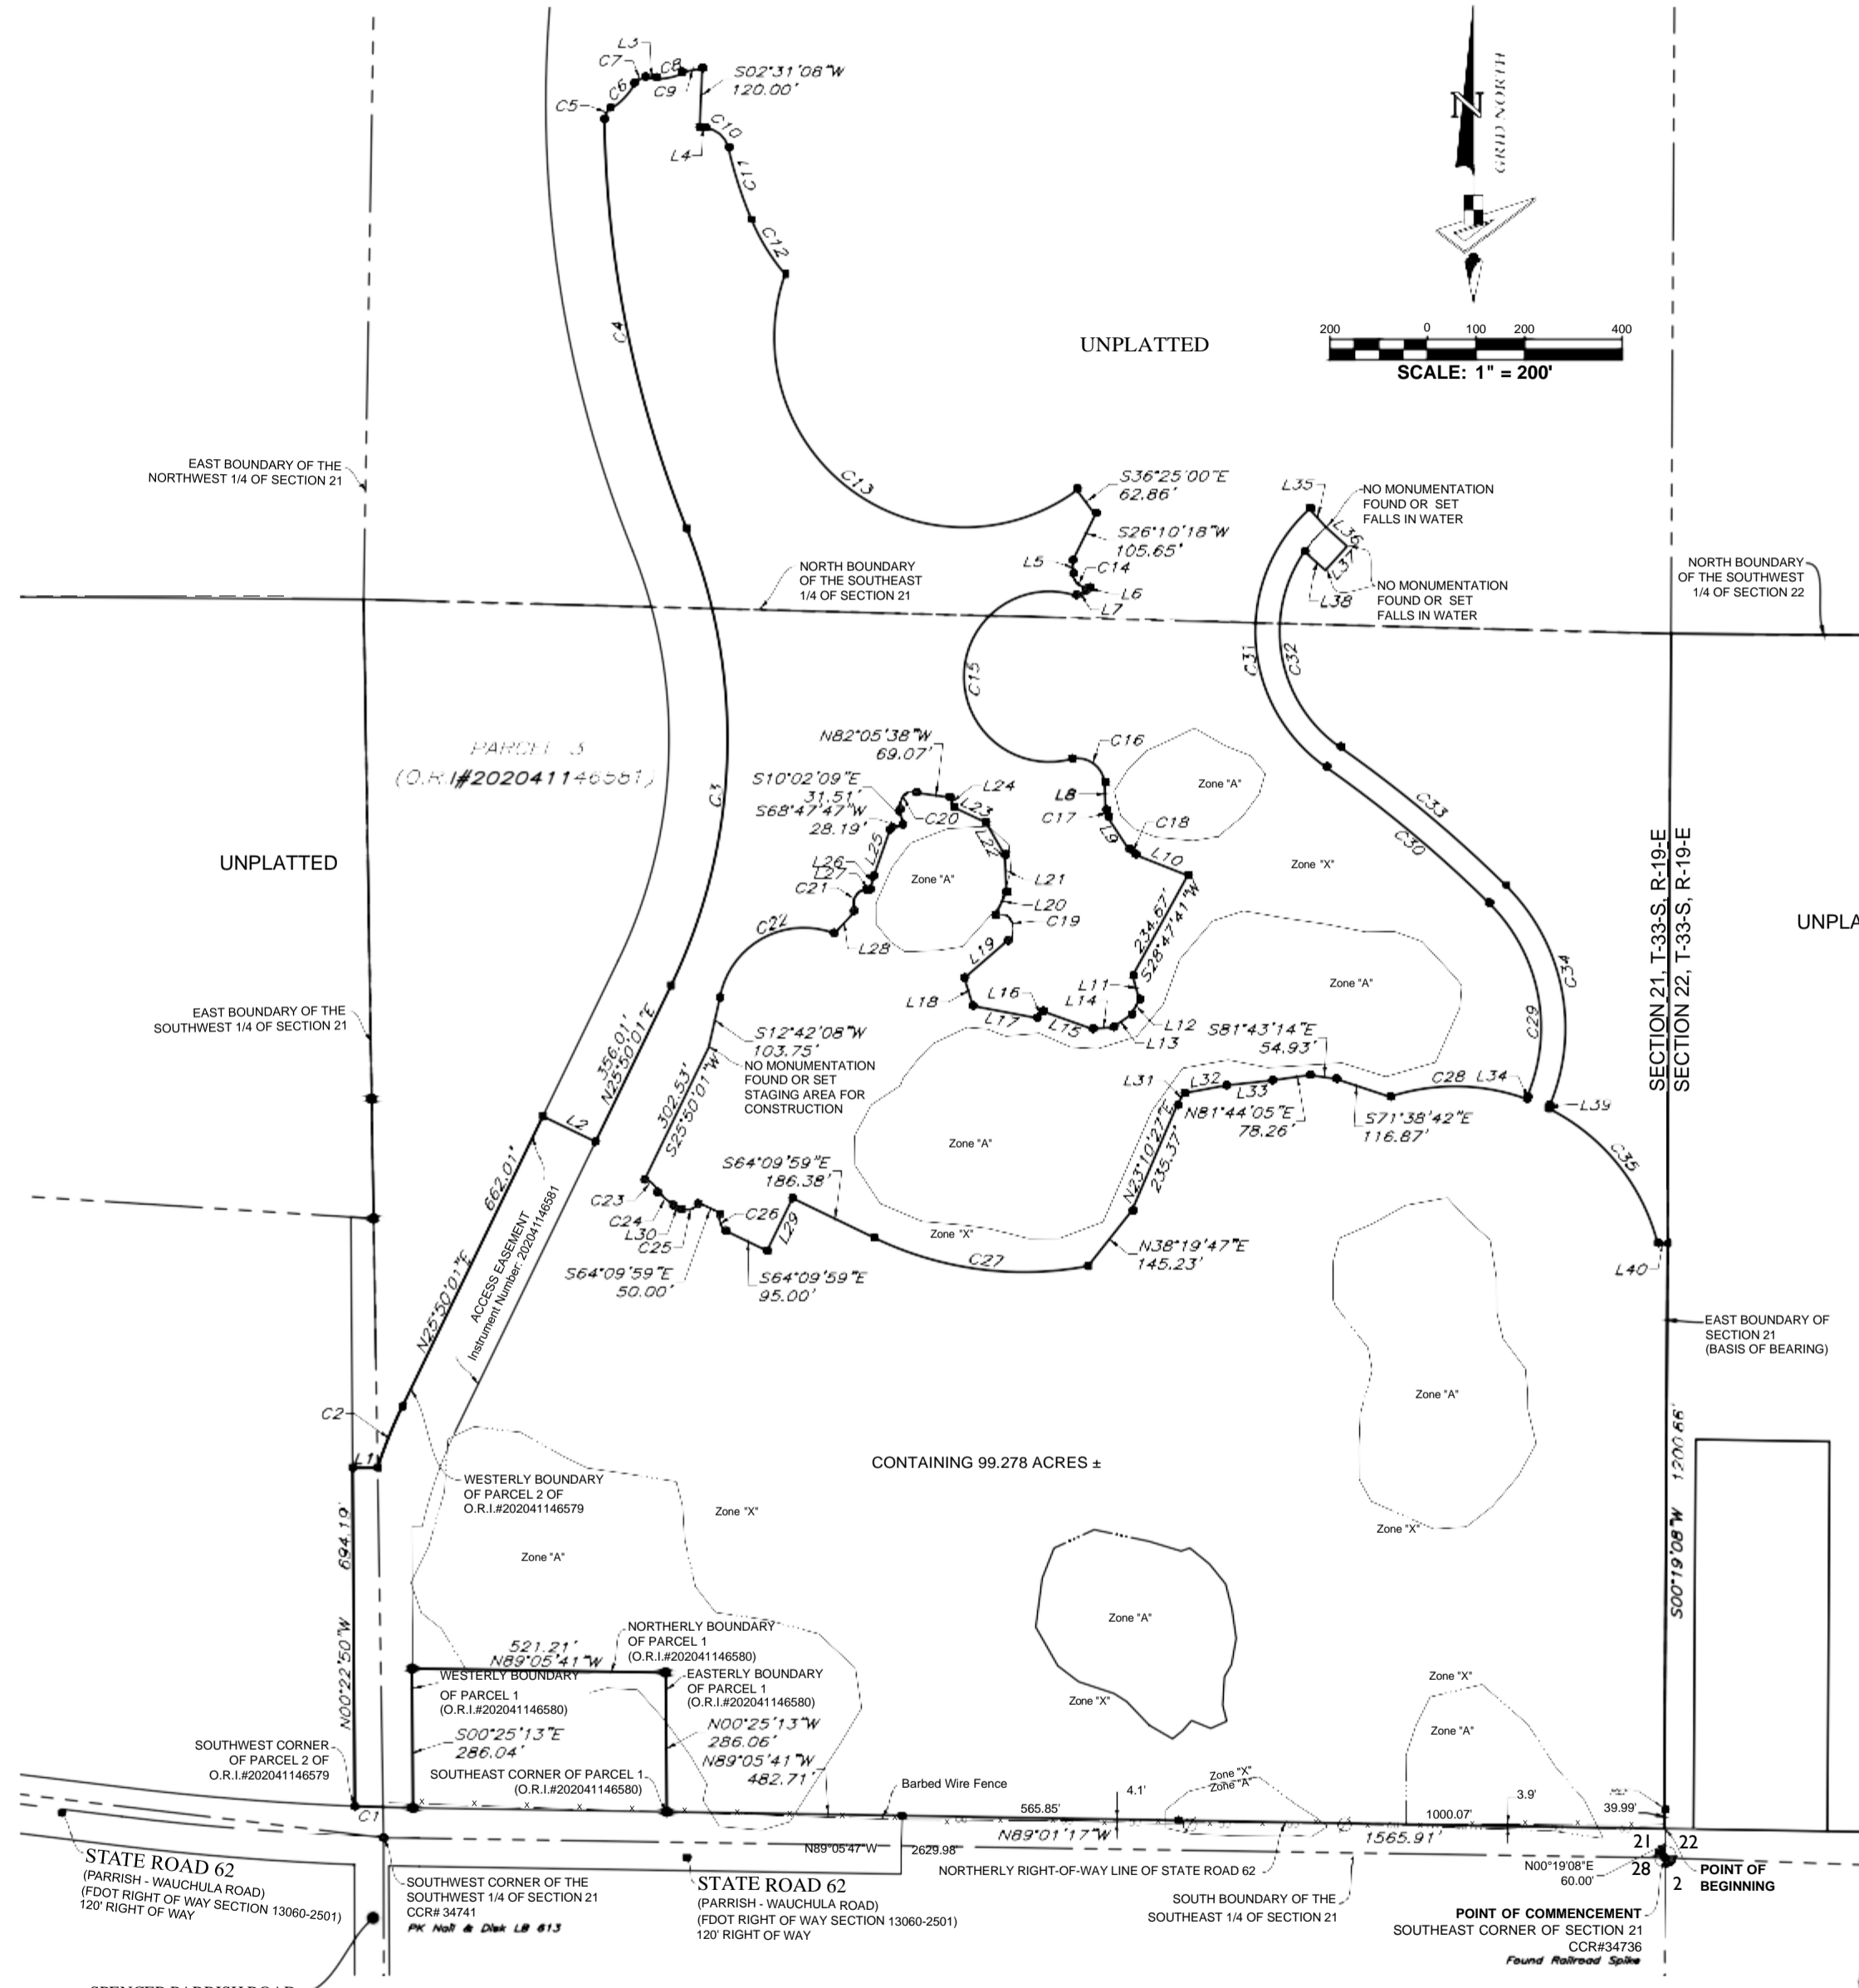 L3
C7
C8
C6
C9
C5
S02°31'08"W
120.00'
C10
L4
C11
C12
N
GRID NORTH
C4
UNPLATTED
200 0 100 200 400
SCALE: 1" = 200'
EAST BOUNDARY OF THE
NORTHWEST 1/4 OF SECTION 21
C13
S36°25'00"E
62.86'
S26°10'18"W
105.65'
L35
NO MONUMENTATION
FOUND OR SET
FALLS IN WATER
L36
L37
L38
NO MONUMENTATION
FOUND OR SET
FALLS IN WATER
L5
C14
L6
L7
NORTH BOUNDARY
OF THE SOUTHEAST
1/4 OF SECTION 21
NORTH BOUNDARY
OF THE SOUTHWEST
1/4 OF SECTION 22
C15
C31
C32
PARCEL 3
(O.R.I#202041146581)
C3
N82°05'38"W
69.07'
S10°02'09"E
31.51'
S68°47'47"W
28.19'
C16
L8
C17
L9
C18
L10
Zone "A"
C33
C30
Zone "X"
L24
L23
C20
L22
L25
L26
L27
C21
Zone "A"
L21
L20
C19
C22
L28
L19
234.67'
S28°47'41"W
UNPLATTED
SECTION 21, T-33-S, R-19-E
SECTION 22, T-33-S, R-19-E
UNPLA
L11
L16
L14
L18
L17
L15
L12
L13
Zone "A"
C34
C29
EAST BOUNDARY OF THE
SOUTHWEST 1/4 OF SECTION 21
356.01'
N25°50'01"E
S12°42'08"W
103.75'
NO MONUMENTATION
FOUND OR SET
STAGING AREA FOR
CONSTRUCTION
302.53'
S25°50'01"W
S81°43'14"E
54.93'
L31
L32
L33
C28
L34
L39
N81°44'05"E
78.26'
S71°38'42"E
116.87'
N23°10'27"E
235.37'
L2
Zone "A"
C35
S64°09'59"E
186.38'
662.01'
N25°50'01"E
ACCESS EASEMENT
Instrument Number: 202041146581
C23
C24
L30
C25
C26
L29
S64°09'59"E
50.00'
S64°09'59"E
95.00'
Zone "X"
C27
N38°19'47"E
145.23'
L40
EAST BOUNDARY OF
SECTION 21
(BASIS OF BEARING)
Zone "A"
C2
L1
CONTAINING 99.278 ACRES ±
WESTERLY BOUNDARY
OF PARCEL 2 OF
O.R.I.#202041146579
Zone "X"
Zone "X"
Zone "A"
694.19'
N00°22'50"W
S00°19'08"W 1200.66'
Zone "A"
NORTHERLY BOUNDARY
OF PARCEL 1
(O.R.I.#202041146580)
521.21'
N89°05'41"W
WESTERLY BOUNDARY
OF PARCEL 1
(O.R.I.#202041146580)
EASTERLY BOUNDARY
OF PARCEL 1
(O.R.I.#202041146580)
Zone "X"
Zone "X"
Zone "A"
S00°25'13"E
286.04'
N00°25'13"W
286.06'
N89°05'41"W
482.71'
SOUTHWEST CORNER
OF PARCEL 2 OF
O.R.I.#202041146579
SOUTHEAST CORNER OF PARCEL 1
(O.R.I.#202041146580)
Barbed Wire Fence
Zone "X"
Zone "A"
4.1'
3.9'
565.85'
1000.07'
39.99'
C1
N89°01'17"W
1565.91'
N89°05'47"W
2629.98'
NORTHERLY RIGHT-OF-WAY LINE OF STATE ROAD 62
SOUTH BOUNDARY OF THE
SOUTHEAST 1/4 OF SECTION 21
N00°19'08"E
60.00'
21
22
28
2
POINT OF
BEGINNING
STATE ROAD 62
(PARRISH - WAUCHULA ROAD)
(FDOT RIGHT OF WAY SECTION 13060-2501)
120' RIGHT OF WAY
SOUTHWEST CORNER OF THE
SOUTHWEST 1/4 OF SECTION 21
CCR# 34741
PK Nail & Disk LB 613
STATE ROAD 62
(PARRISH - WAUCHULA ROAD)
(FDOT RIGHT OF WAY SECTION 13060-2501)
120' RIGHT OF WAY
POINT OF COMMENCEMENT
SOUTHEAST CORNER OF SECTION 21
CCR#34736
Found Railroad Spike
SPENCER PARRISH ROAD